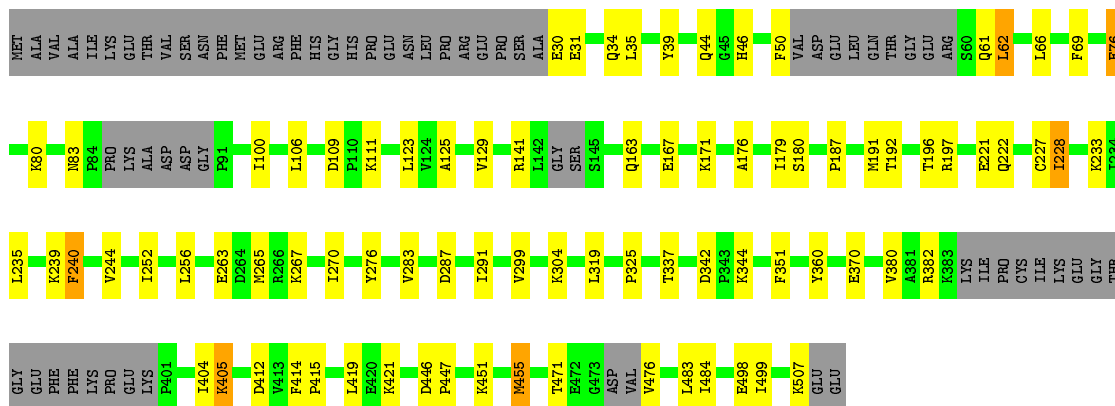 MET ALA VAL ALA ILE LYS GLU THR VAL SER ASN PHE MET GLU ARG PHE HIS GLY HIS PRO GLU ASN LEU PRO ARG GLU PRO SER ALA E30 E31 Q34 L35 Y39 Q44 G45 H46 F50 VAL ASP GLU LEU GLN THR GLY GLU ARG S60 Q61 L62 L66 F69
K80 N83 P84 PRO LYS ALA ASP ASP GLY P91 I100 L106 D109 P110 K111 L123 V124 A125 V129 R141 L142 GLY SER S145 Q163 E167 K171 A176 I179 S180 P187 M191 T192 T196 R197 E221 Q222 C227 I228 K233 I234
L235 K239 F240 V244 I252 L256 E263 D264 M265 R266 K267 I270 Y276 V283 D287 I291 V299 K304 L319 P325 T337 D342 P343 K344 F351 Y360 E370 V380 A381 R382 K383 LYS ILE PRO CYS ILE LYS GLU GLY THR
GLY GLU PHE PHE LYS PRO GLU LYS P401 I404 K405 D412 V413 F414 P415 L419 E420 K421 D446 P447 K451 M455 T471 E472 G473 ASP VAL V476 L483 I484 E498 I499 K507 GLU GLU